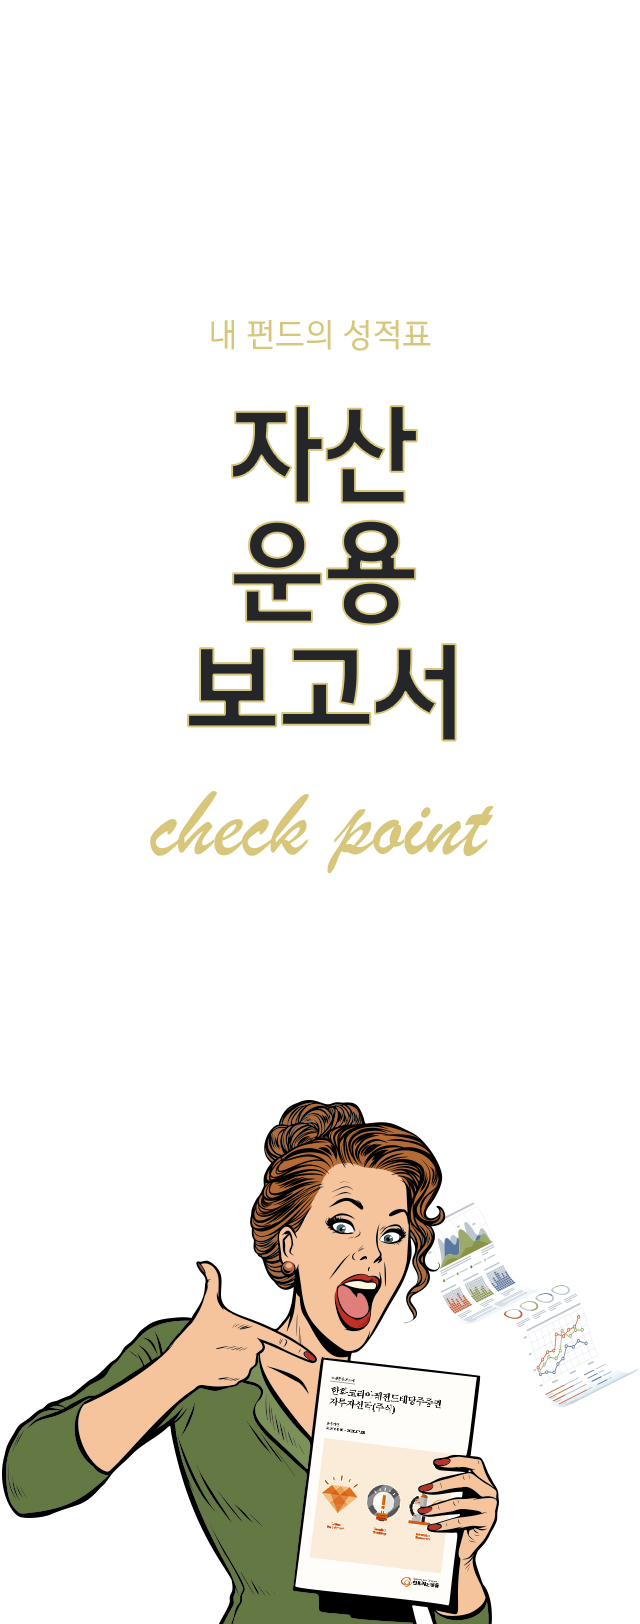 내 펀드의 성적표
자산
운용
보고서
check point
한화코리아레전드배당주증권
자투자신탁(주식)